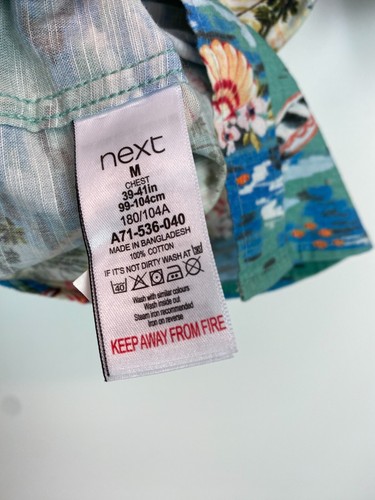 next
M
CHEST
39-41in
99-104cm
180/104A
A71-536-040
MADE IN BANGLADESH
100% COTTON
IF IT'S NOT DIRTY WASH AT 30
40
Wash with similar colours
Wash inside out
Steam iron recommended
Iron on reverse
KEEP AWAY FROM FIRE